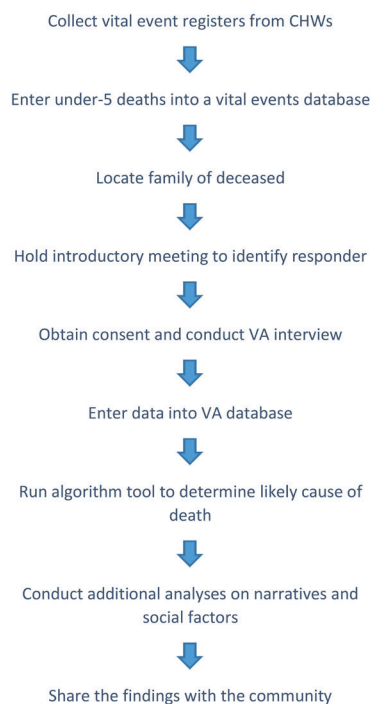 Collect vital event registers from CHWs
Enter under-5 deaths into a vital events database
Locate family of deceased
Hold introductory meeting to identify responder
Obtain consent and conduct VA interview
Enter data into VA database
Run algorithm tool to determine likely cause of
death
Conduct additional analyses on narratives and
social factors
Share the findings with the community